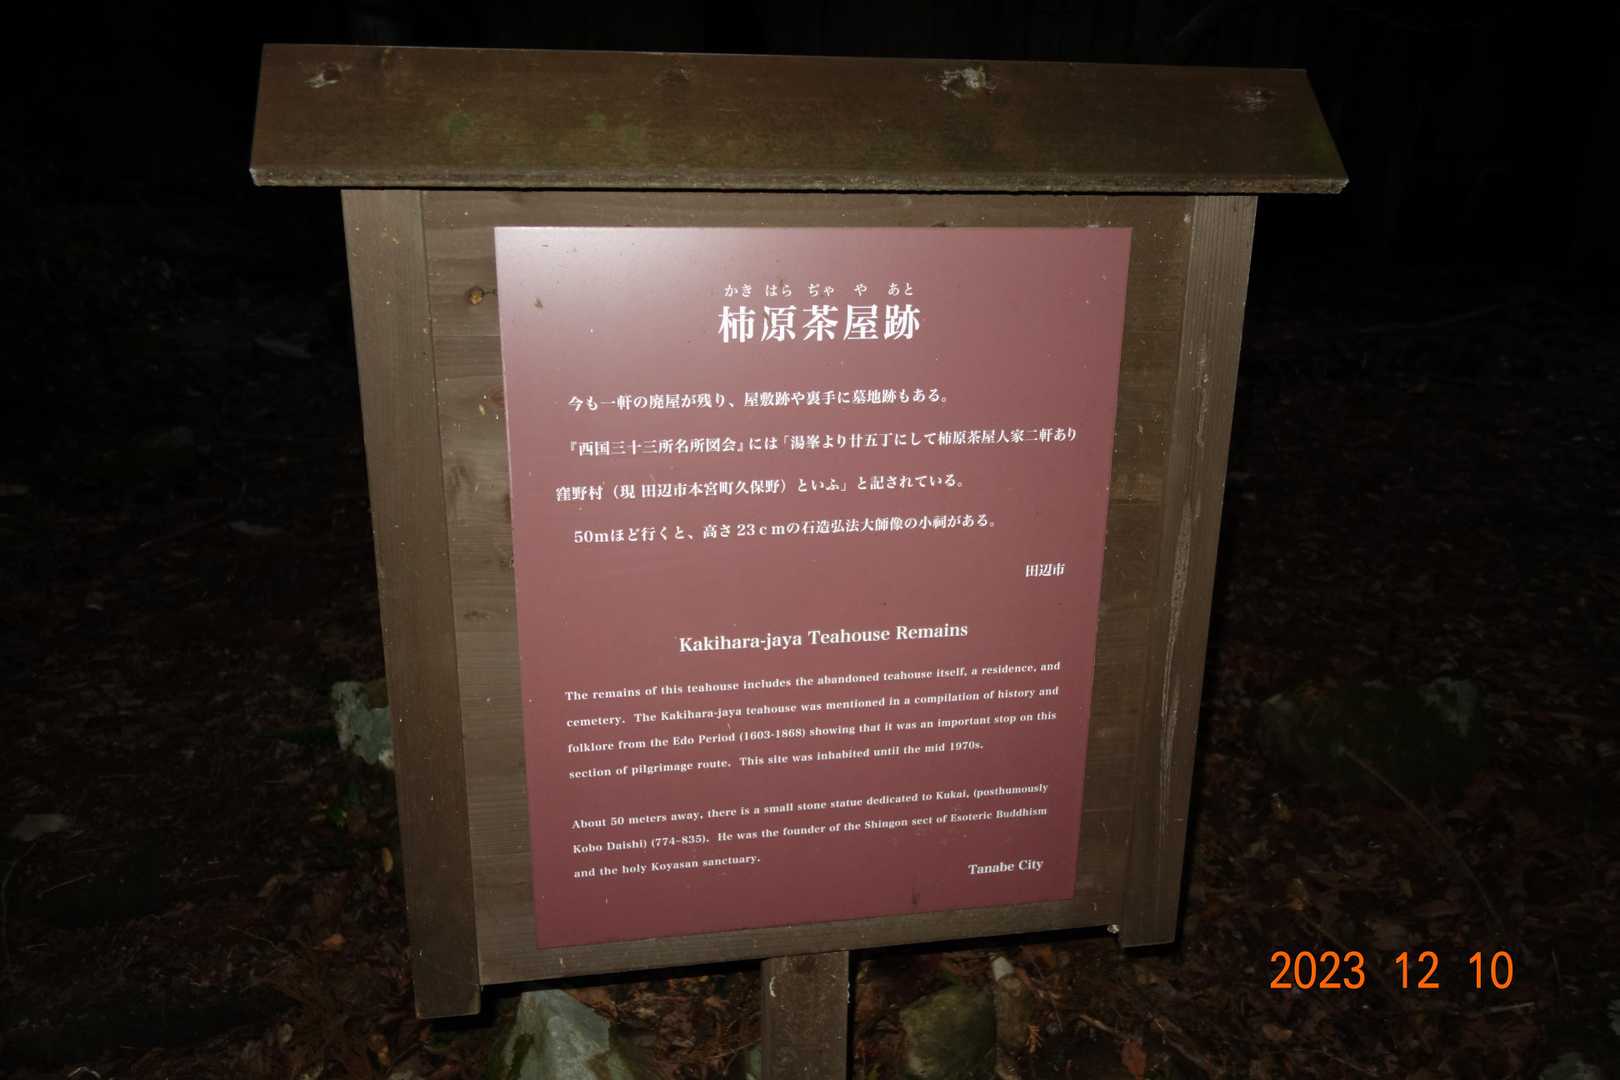 かき はら ぢゃ や あと
柿原茶屋跡
今も一軒の廃屋が残り、屋敷跡や裏手に墓地跡もある。
『西国三十三所名所図会』には「湯峯より廿五丁にして柿原茶屋人家二軒あり
窪野村（現 田辺市本宮町久保野）といふ」と記されている。
50mほど行くと、高さ23ｃｍの石造弘法大師像の小祠がある。
田辺市
Kakihara-jaya Teahouse Remains
The remains of this teahouse includes the abandoned teahouse itself, a residence, and
cemetery. The Kakihara-jaya teahouse was mentioned in a compilation of history and
folklore from the Edo Period (1603-1868) showing that it was an important stop on this
section of pilgrimage route. This site was inhabited until the mid 1970s.
About 50 meters away, there is a small stone statue dedicated to Kukai, (posthumously
Kobo Daishi) (774–835). He was the founder of the Shingon sect of Esoteric Buddhism
and the holy Koyasan sanctuary.
Tanabe City
2023 12 10